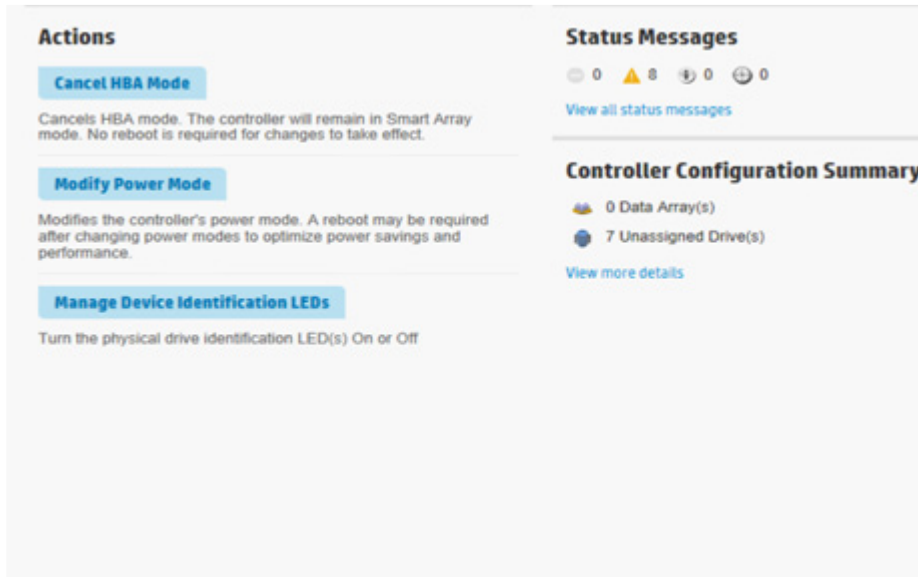 Actions
Cancel HBA Mode
Cancels HBA mode. The controller will remain in Smart Array
mode. No reboot is required for changes to take effect.
Modify Power Mode
Modifies the controller's power mode. A reboot may be required
after changing power modes to optimize power savings and
performance.
Manage Device Identification LEDs
Turn the physical drive identification LED(s) On or Off
Status Messages
0 8 0 0
View all status messages
Controller Configuration Summary
0 Data Array(s)
7 Unassigned Drive(s)
View more details